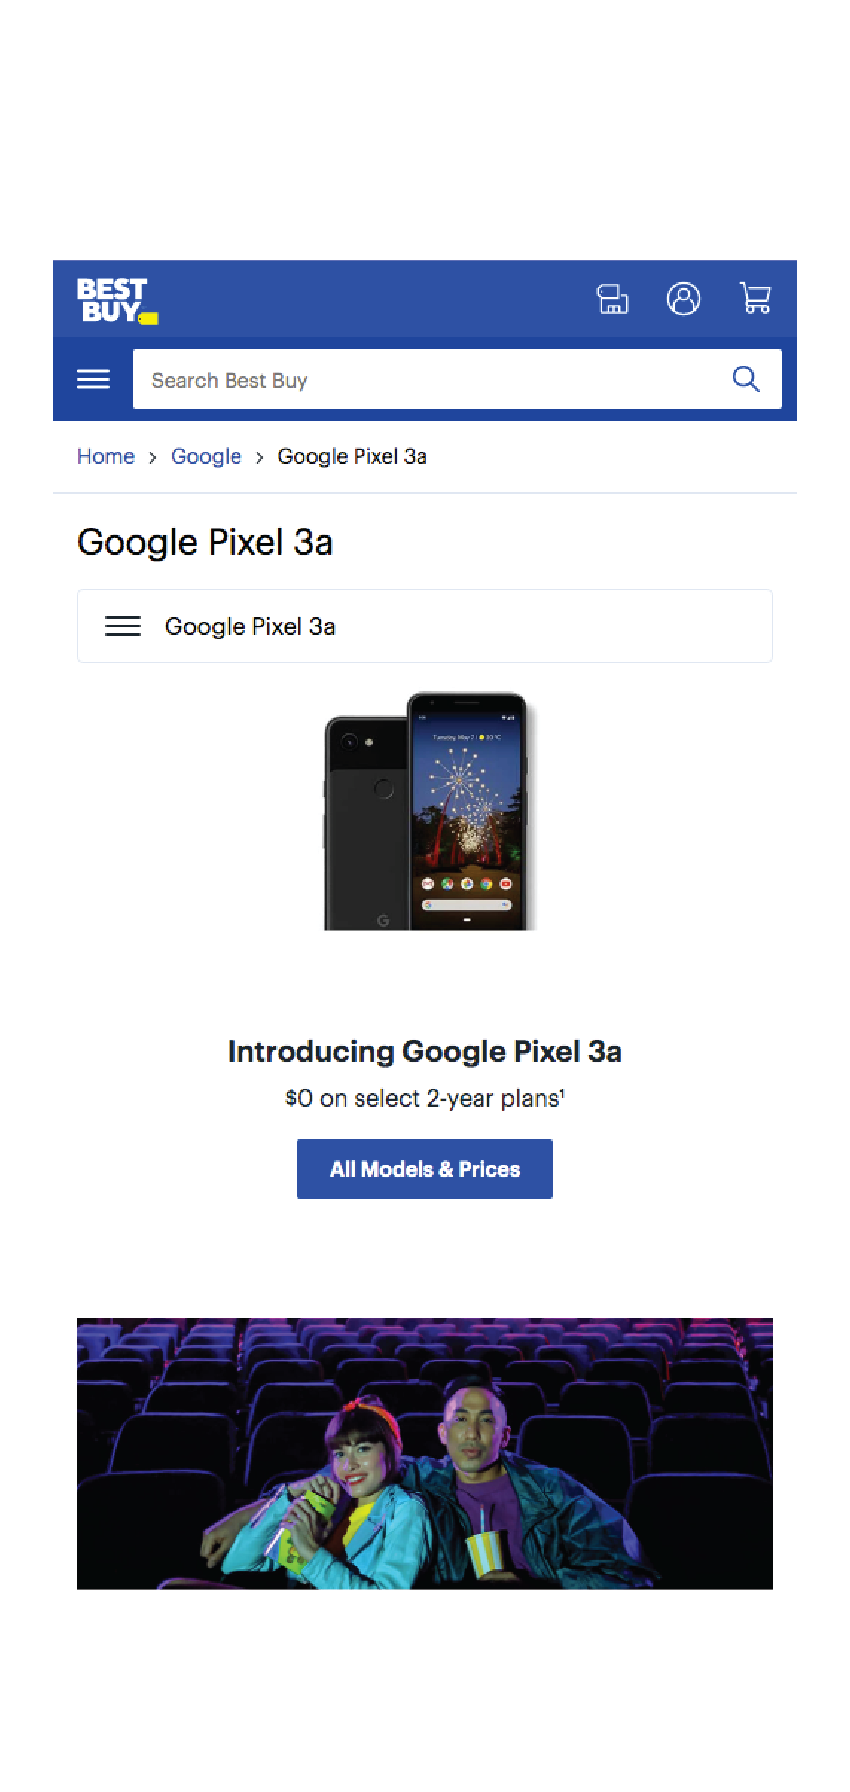 BEST
BUY
Search Best Buy
Home > Google > Google Pixel 3a
Google Pixel 3a
Google Pixel 3a
Introducing Google Pixel 3a
$0 on select 2-year plans¹
All Models & Prices